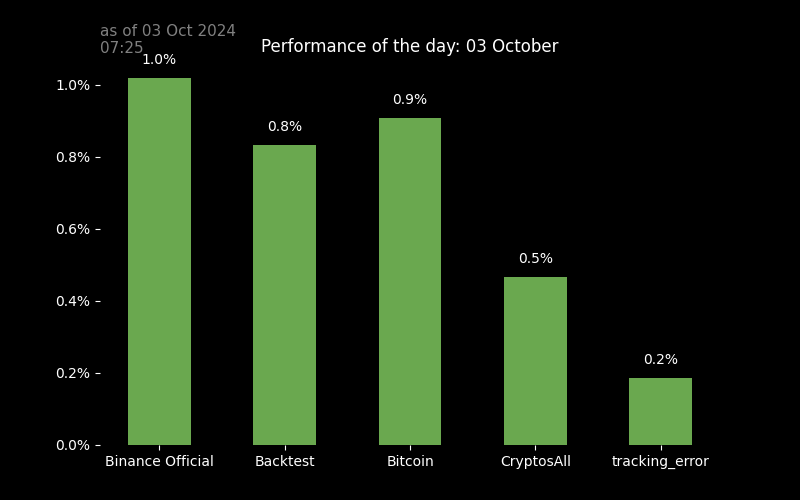 as of 03 Oct 2024
07:25
Performance of the day: 03 October
1.0%
0.8%
0.9%
0.5%
0.2%
1.0%
0.8%
0.6%
0.4%
0.2%
0.0%
Binance Official
Backtest
Bitcoin
CryptosAll
tracking_error